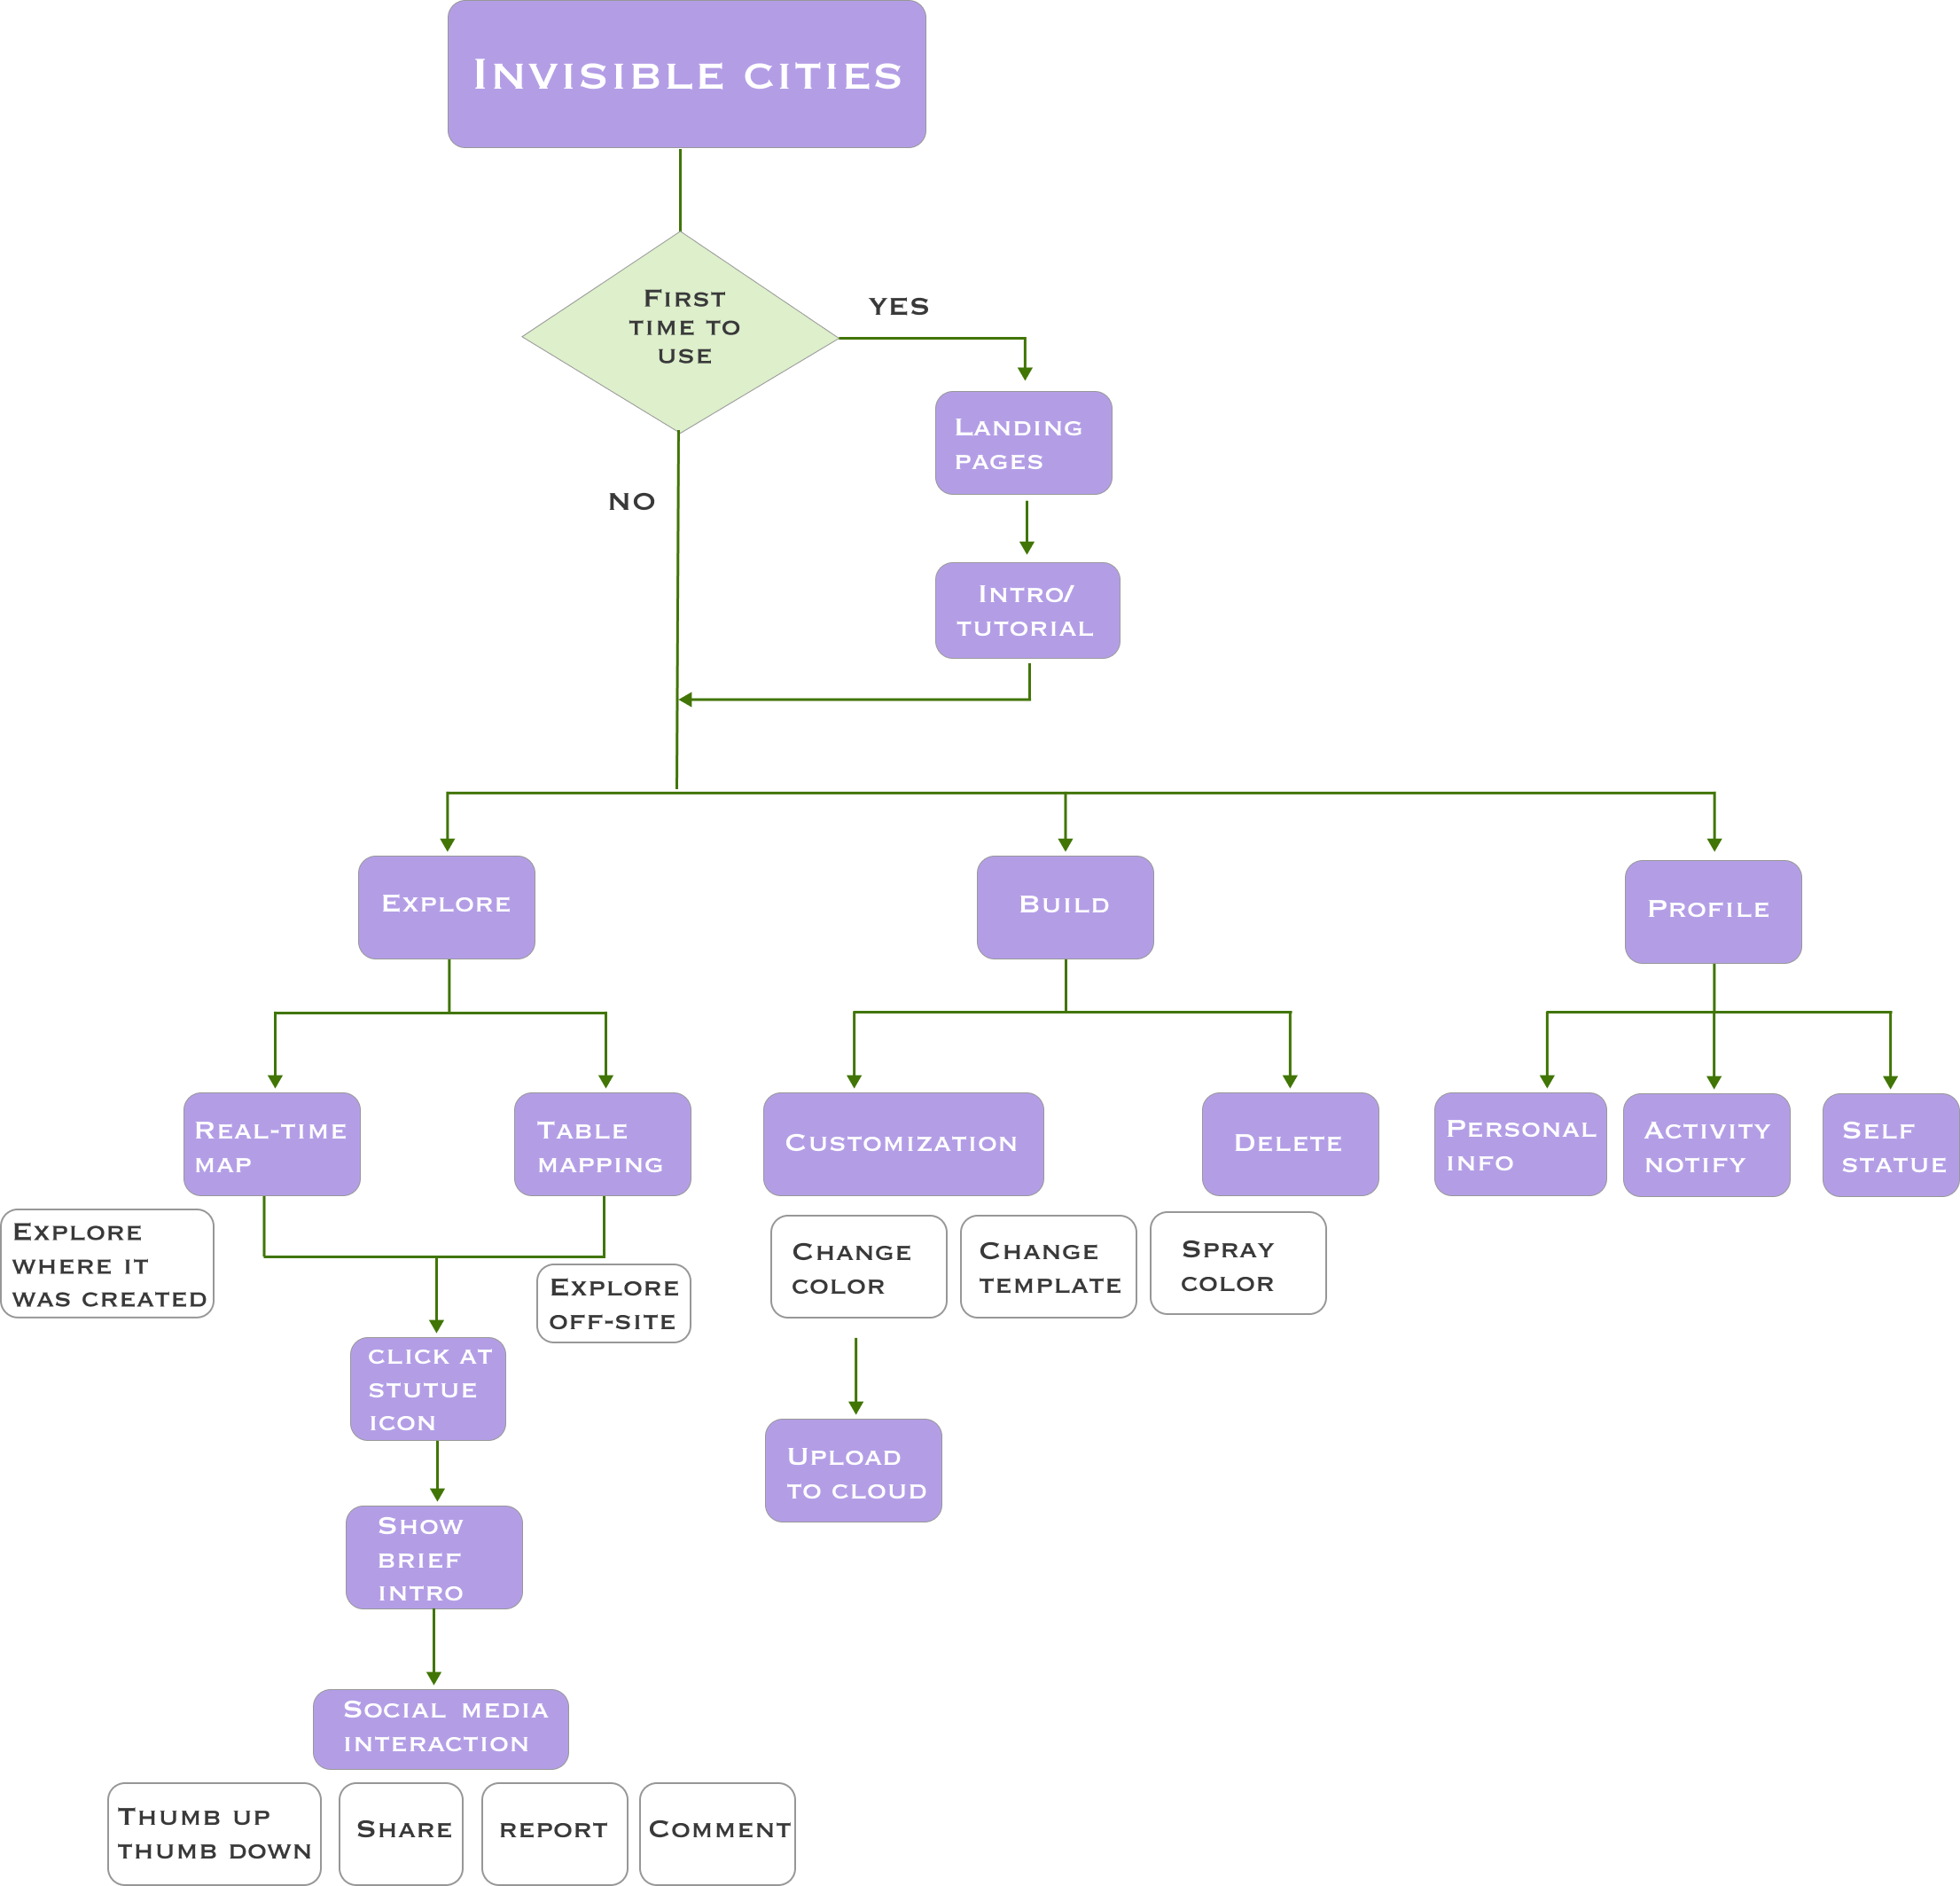 Invisible cities
First
time to
use
yes
Landing
pages
no
Intro/
tutorial
Explore
Build
Profile
Real-time
map
Table
mapping
Customization
Delete
Personal
info
Activity
notify
Self
statue
Explore
where it
was created
Explore
off-site
Change
color
Change
template
Spray
color
click at
stutue
icon
Upload
to cloud
Show
brief
intro
Social media
interaction
Thumb up
thumb down
Share
report
Comment